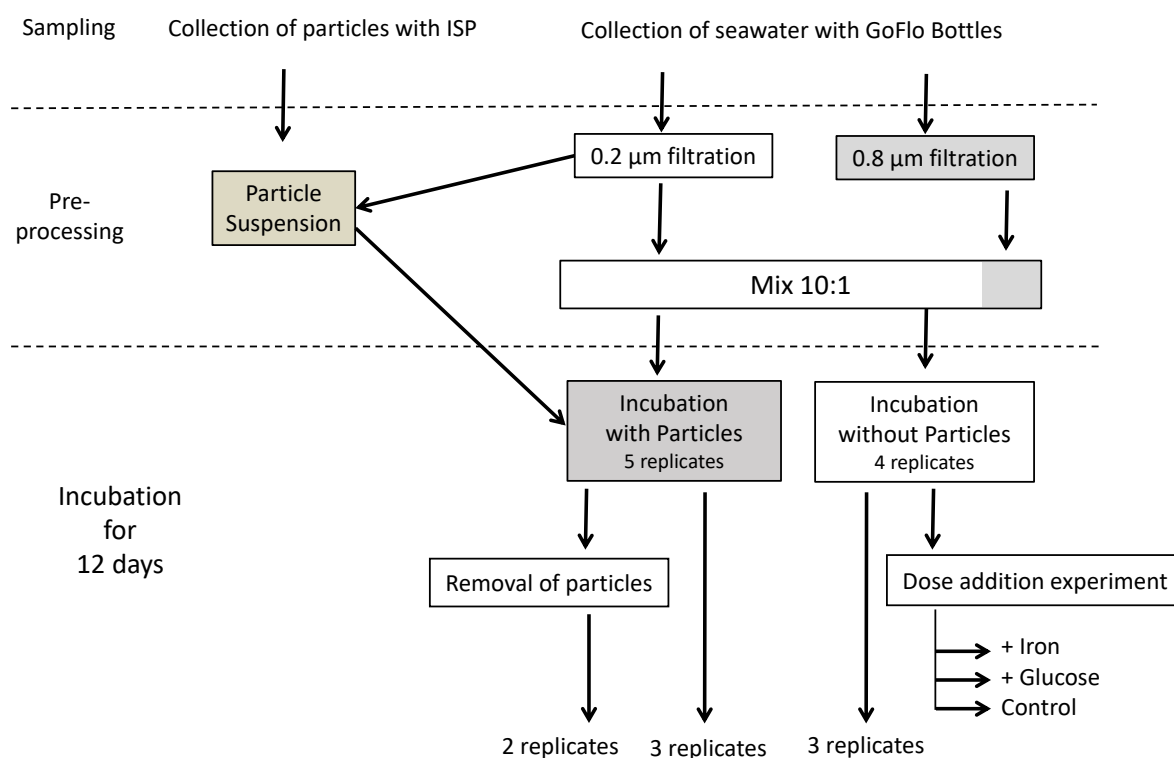 Sampling
Collection of particles with ISP
Collection of seawater with GoFlo Bottles
0.2 µm filtration
0.8 µm filtration
Pre-
processing
Particle
Suspension
Mix 10:1
Incubation
for
12 days
Incubation
with Particles
5 replicates
Incubation
without Particles
4 replicates
Removal of particles
Dose addition experiment
+ Iron
+ Glucose
Control
2 replicates
3 replicates
3 replicates